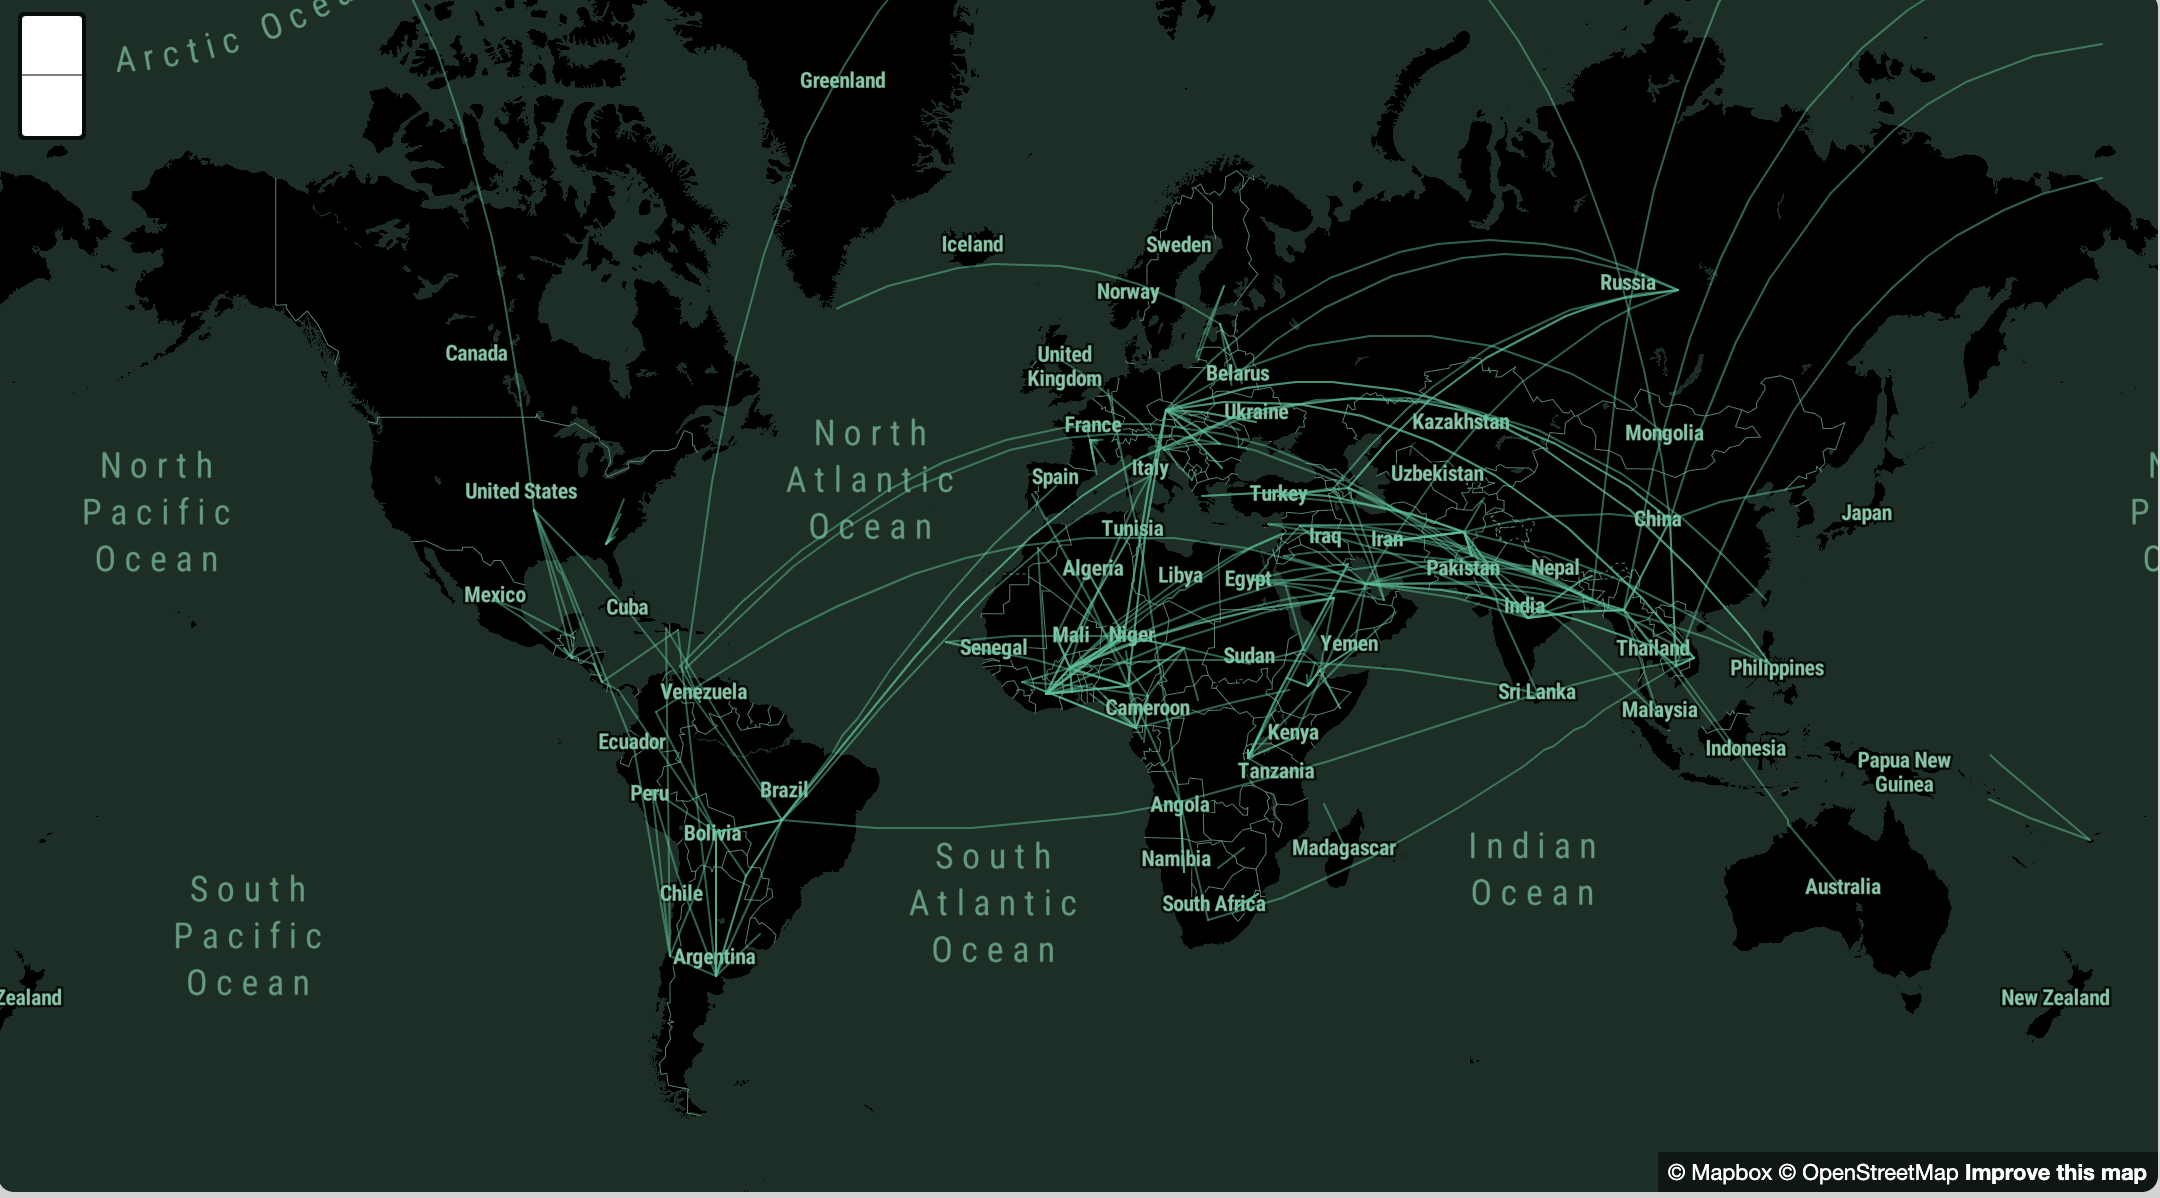 Arctic Ocea
Greenland
Iceland
Sweden
Norway
Russia
Canada
United
Kingdom
Belarus
Ukraine
France
Kazakhstan
Mongolia
North
Pacific
Ocean
North
Atlantic
Ocean
United States
Spain
Italy
Turkey
Uzbekistan
China
Japan
N
P
O
Tunisia
Iraq
Iran
Mexico
Cuba
Algeria
Libya
Egypt
Pakistan
Nepal
India
Senegal
Mali
Niger
Sudan
Yemen
Thailand
Philippines
Venezuela
Cameroon
Sri Lanka
Malaysia
Ecuador
Kenya
Indonesia
Papua New
Guinea
Tanzania
Peru
Brazil
Angola
Bolivia
Namibia
Madagascar
South
Atlantic
Ocean
Indian
Ocean
Australia
Chile
South Africa
South
Pacific
Ocean
Argentina
Zealand
New Zealand
© Mapbox © OpenStreetMap Improve this map